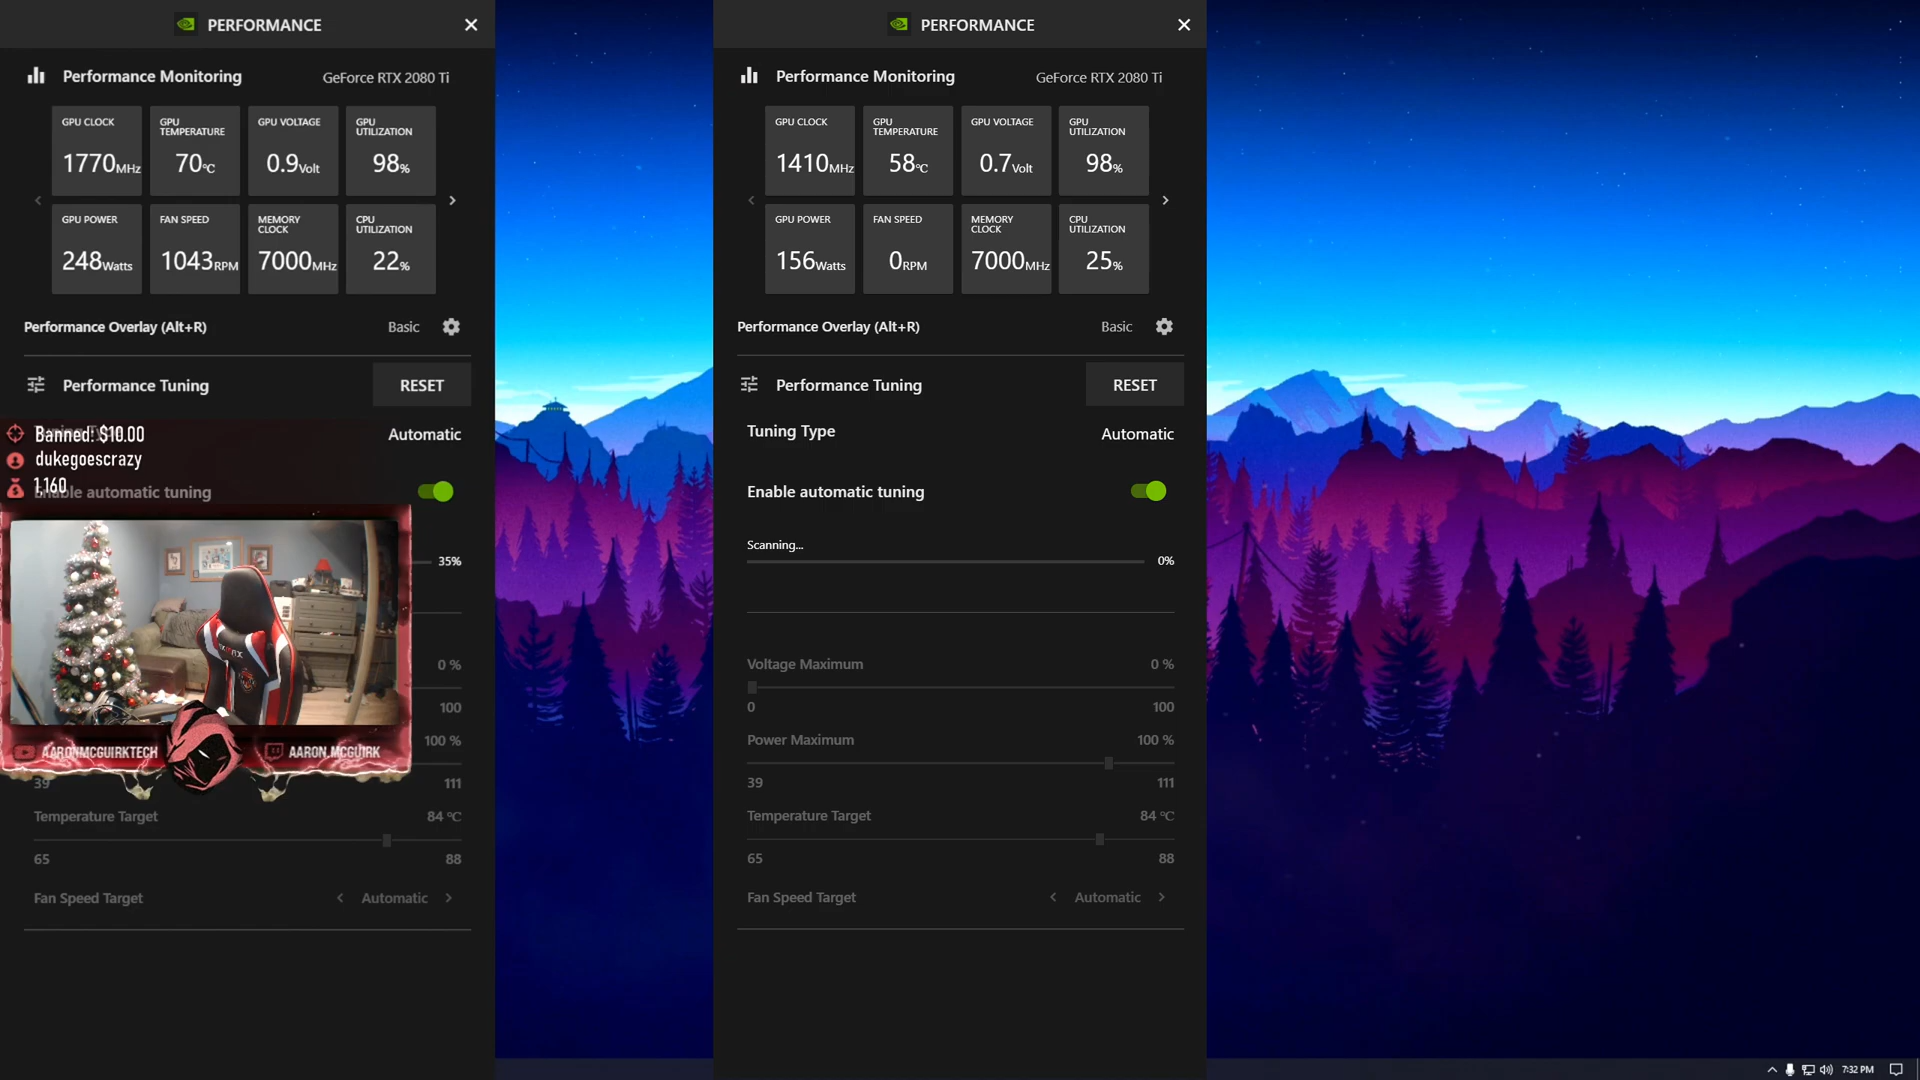 PERFORMANCE
Performance Monitoring
GeForce RTX 2080 Ti
GPU CLOCK
1770MHz
GPU TEMPERATURE
70°C
GPU VOLTAGE
0.9Volt
GPU UTILIZATION
98%
GPU POWER
248Watts
FAN SPEED
1043RPM
MEMORY CLOCK
7000MHz
CPU UTILIZATION
22%
Performance Overlay (Alt+R)
Basic
Performance Tuning
RESET
Banned! $10.00
Automatic
dukegoescrazy
1,160
Enable automatic tuning
35%
0 %
100
AARONMCGUIRKTECH
AARON.MCGUIRK
100 %
39
111
Temperature Target
84 °C
65
88
Fan Speed Target
Automatic
PERFORMANCE
Performance Monitoring
GeForce RTX 2080 Ti
GPU CLOCK
1410MHz
GPU TEMPERATURE
58°C
GPU VOLTAGE
0.7Volt
GPU UTILIZATION
98%
GPU POWER
156Watts
FAN SPEED
0RPM
MEMORY CLOCK
7000MHz
CPU UTILIZATION
25%
Performance Overlay (Alt+R)
Basic
Performance Tuning
RESET
Tuning Type
Automatic
Enable automatic tuning
Scanning...
0%
Voltage Maximum
0 %
0
100
Power Maximum
100 %
39
111
Temperature Target
84 °C
65
88
Fan Speed Target
Automatic
7:32 PM